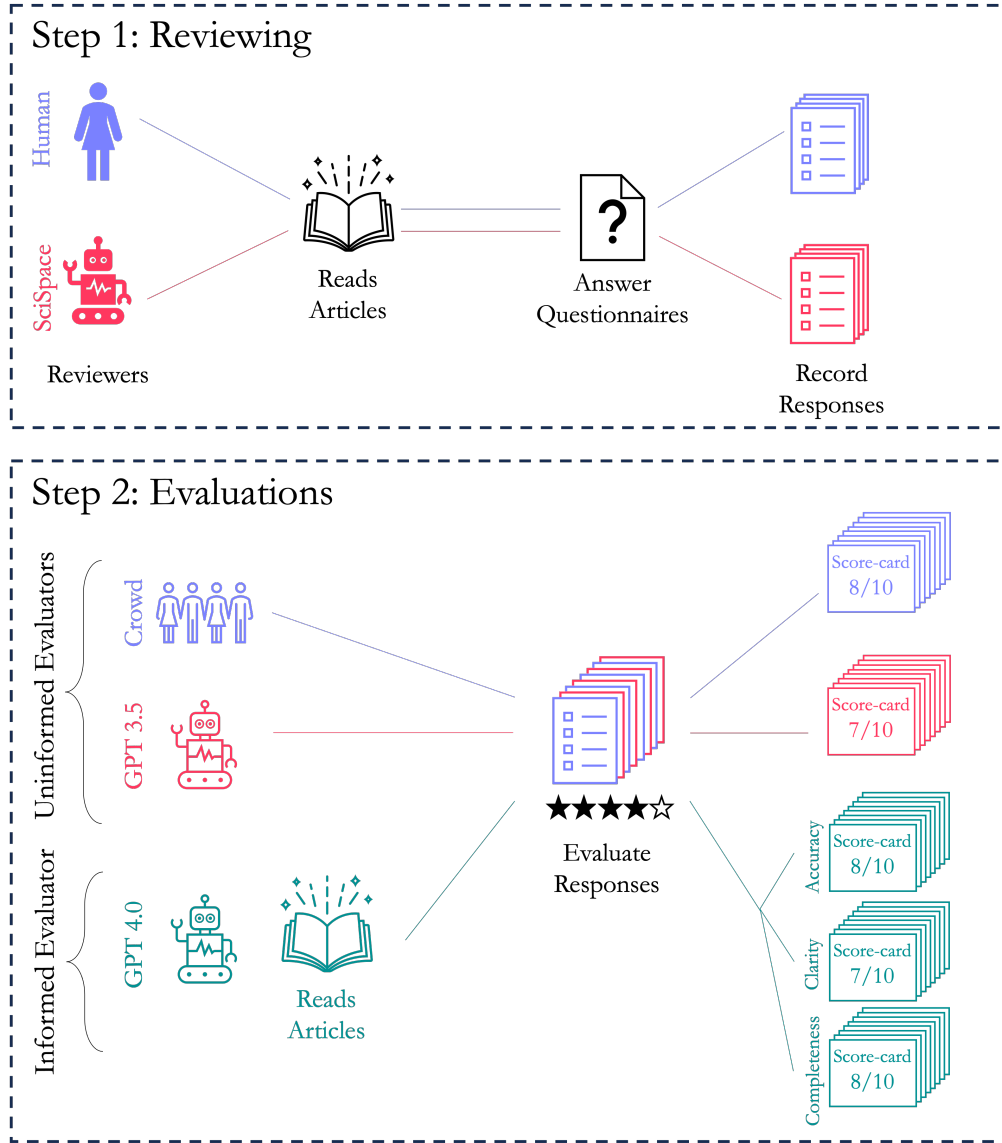 Step 1: Reviewing
Human
SciSpace
Reviewers
Reads
Articles
?
Answer
Questionnaires
Record
Responses
Step 2: Evaluations
Uninformed Evaluators
Crowd
GPT 3.5
Informed Evaluator
GPT 4.0
Reads
Articles
Evaluate
Responses
Score-card
8/10
Score-card
7/10
Accuracy
Score-card
8/10
Clarity
Score-card
7/10
Completeness
Score-card
8/10